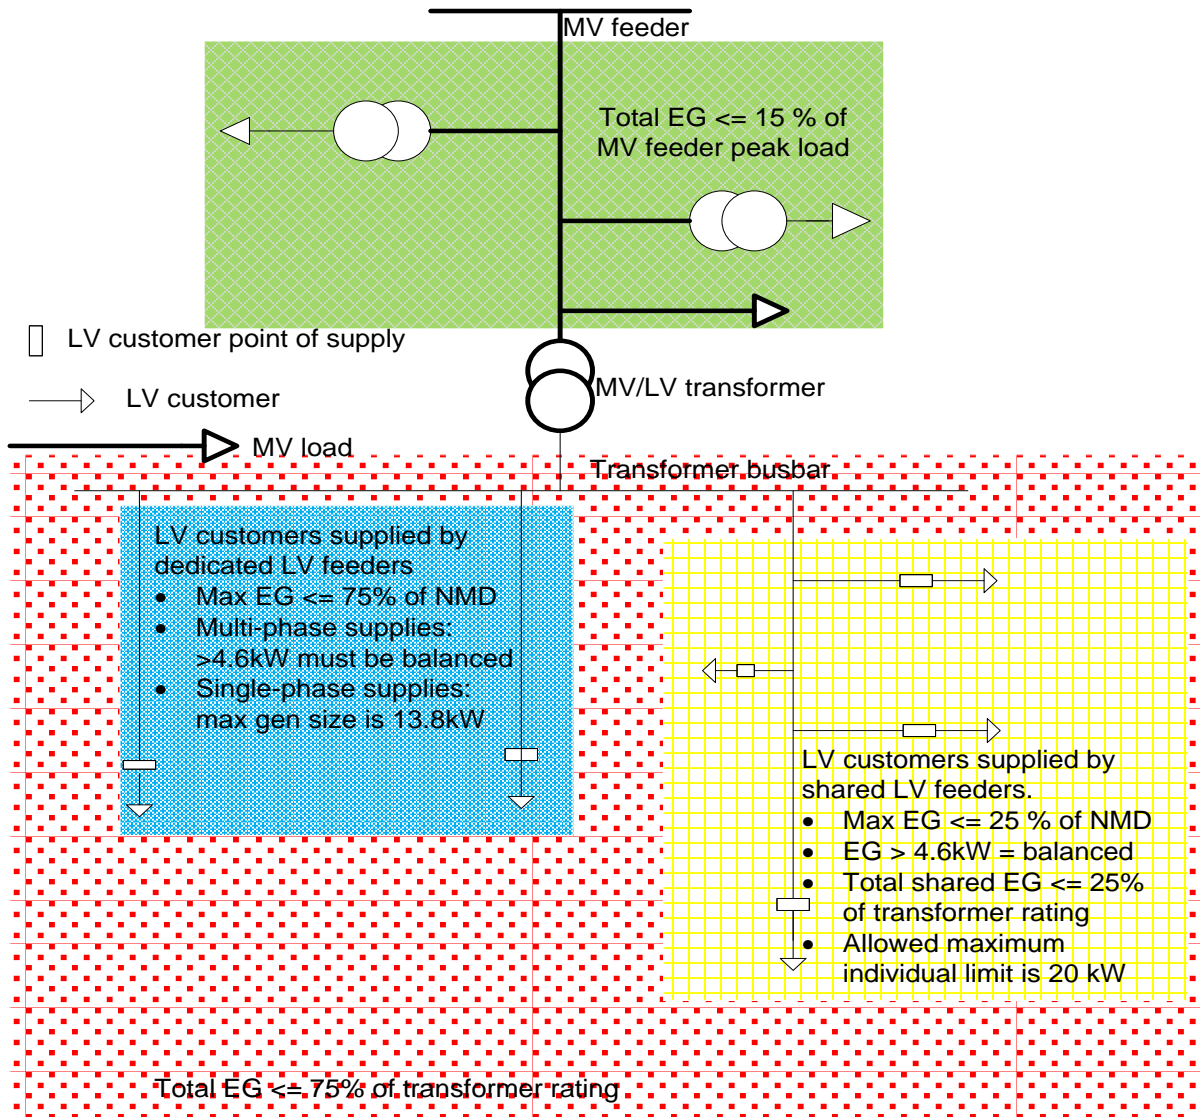 MV feeder
Total EG <= 15 % of
MV feeder peak load
LV customer point of supply
LV customer
MV/LV transformer
MV load
Transformer busbar
LV customers supplied by
dedicated LV feeders
• Max EG <= 75% of NMD
• Multi-phase supplies:
>4.6kW must be balanced
• Single-phase supplies:
max gen size is 13.8kW
LV customers supplied by
shared LV feeders.
• Max EG <= 25 % of NMD
• EG > 4.6kW = balanced
• Total shared EG <= 25%
of transformer rating
• Allowed maximum
individual limit is 20 kW
Total EG <= 75% of transformer rating